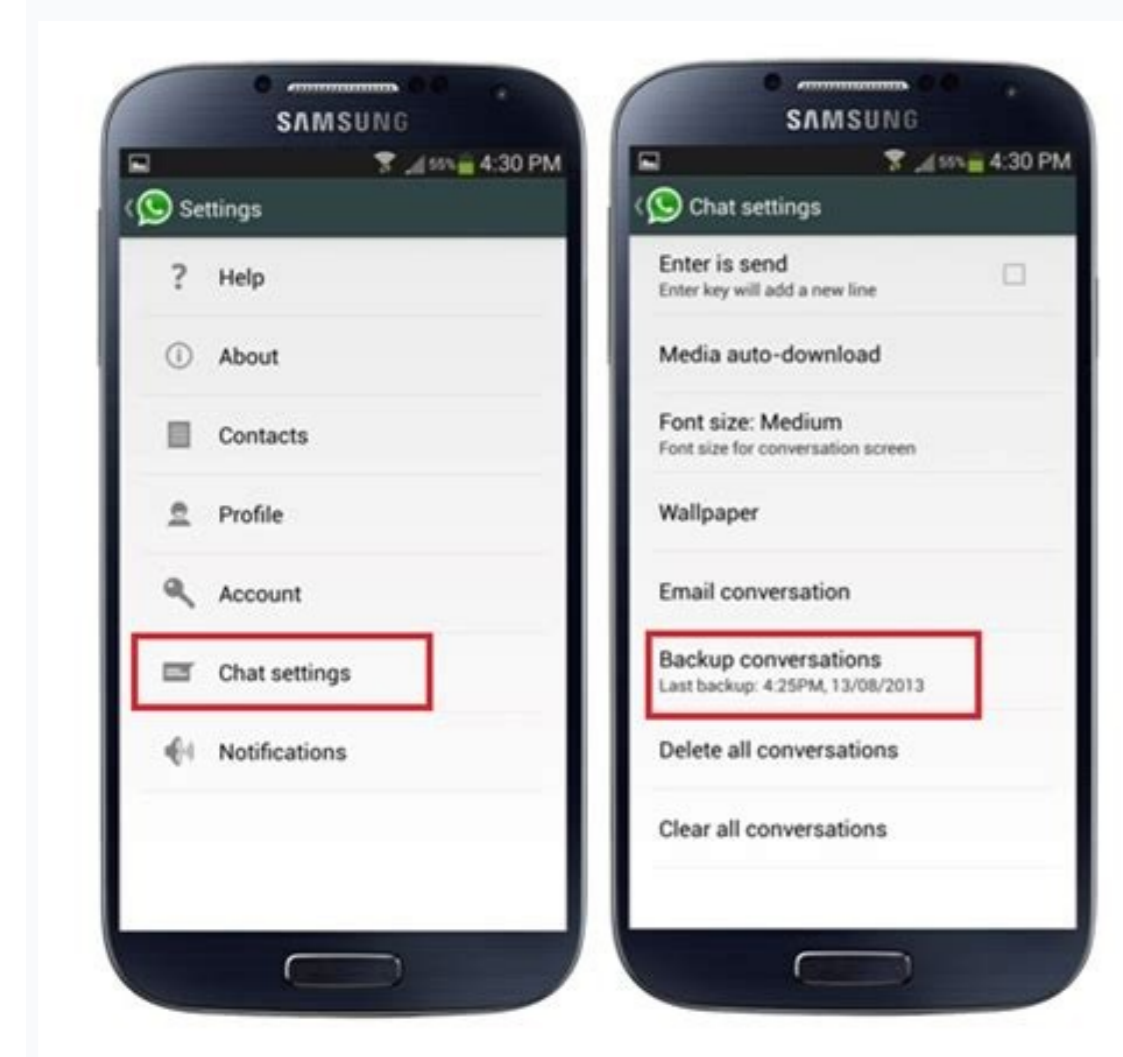 SAMSUNG
55% 4:30 PM
Settings
? Help
About
Contacts
Profile
Account
Chat settings
Notifications
SAMSUNG
55% 4:30 PM
Chat settings
Enter is send
Enter key will add a new line
Media auto-download
Font size: Medium
Font size for conversation screen
Wallpaper
Email conversation
Backup conversations
Last backup: 4:25PM, 13/08/2013
Delete all conversations
Clear all conversations